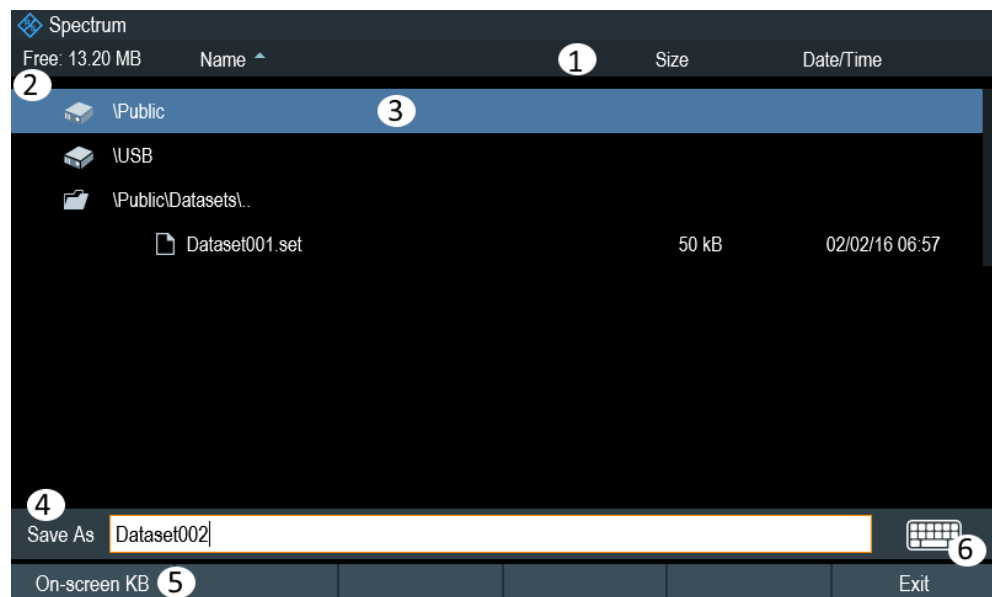 Spectrum
Free: 13.20 MB Name 1 Size Date/Time
2
\Public 3
\USB
\Public\Datasets\..
Dataset001.set 50 kB 02/02/16 06:57
4
Save As Dataset002
6
On-screen KB 5 Exit